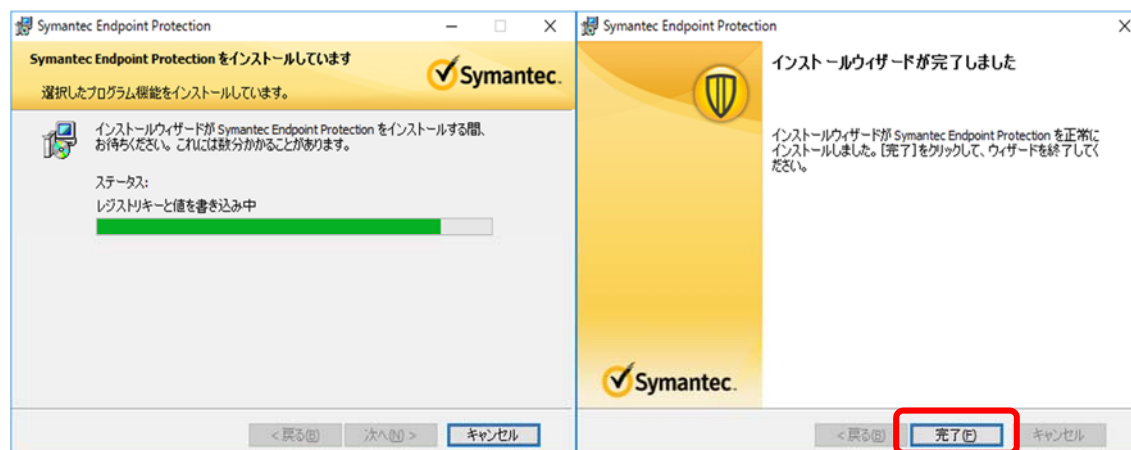 Symantec Endpoint Protection
Symantec Endpoint Protection をインストールしています
選択したプログラム機能をインストールしています。
Symantec.
インストールウィザードが Symantec Endpoint Protection をインストールする間、
お待ちください。これには数分かかることがあります。
ステータス:
レジストリキーと値を書き込み中
< 戻る(B)
次へ(N) >
キャンセル
Symantec Endpoint Protection
インストールウィザードが完了しました
インストールウィザードが Symantec Endpoint Protection を正常に
インストールしました。[完了]をクリックして、ウィザードを終了してく
ださい。
Symantec.
< 戻る(B)
完了(F)
キャンセル